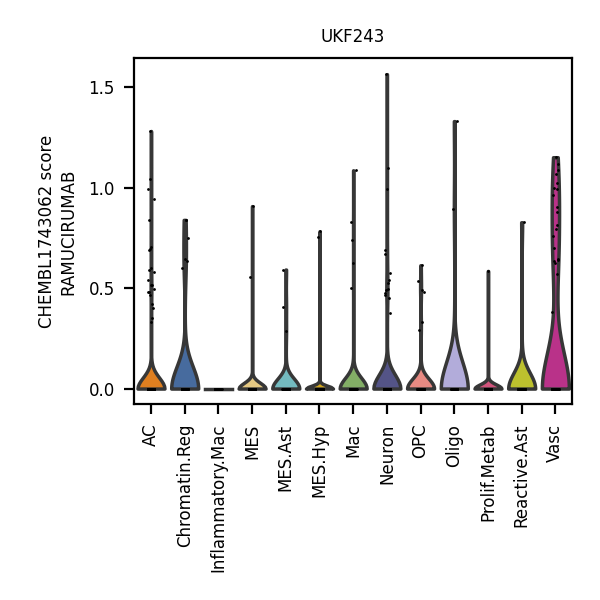 UKF243
CHEMBL1743062 score
RAMUCIRUMAB
1.5
1.0
0.5
0.0
AC
Chromatin.Reg
Inflammatory.Mac
MES
MES.Ast
MES.Hyp
Mac
Neuron
OPC
Oligo
Prolif.Metab
Reactive.Ast
Vasc